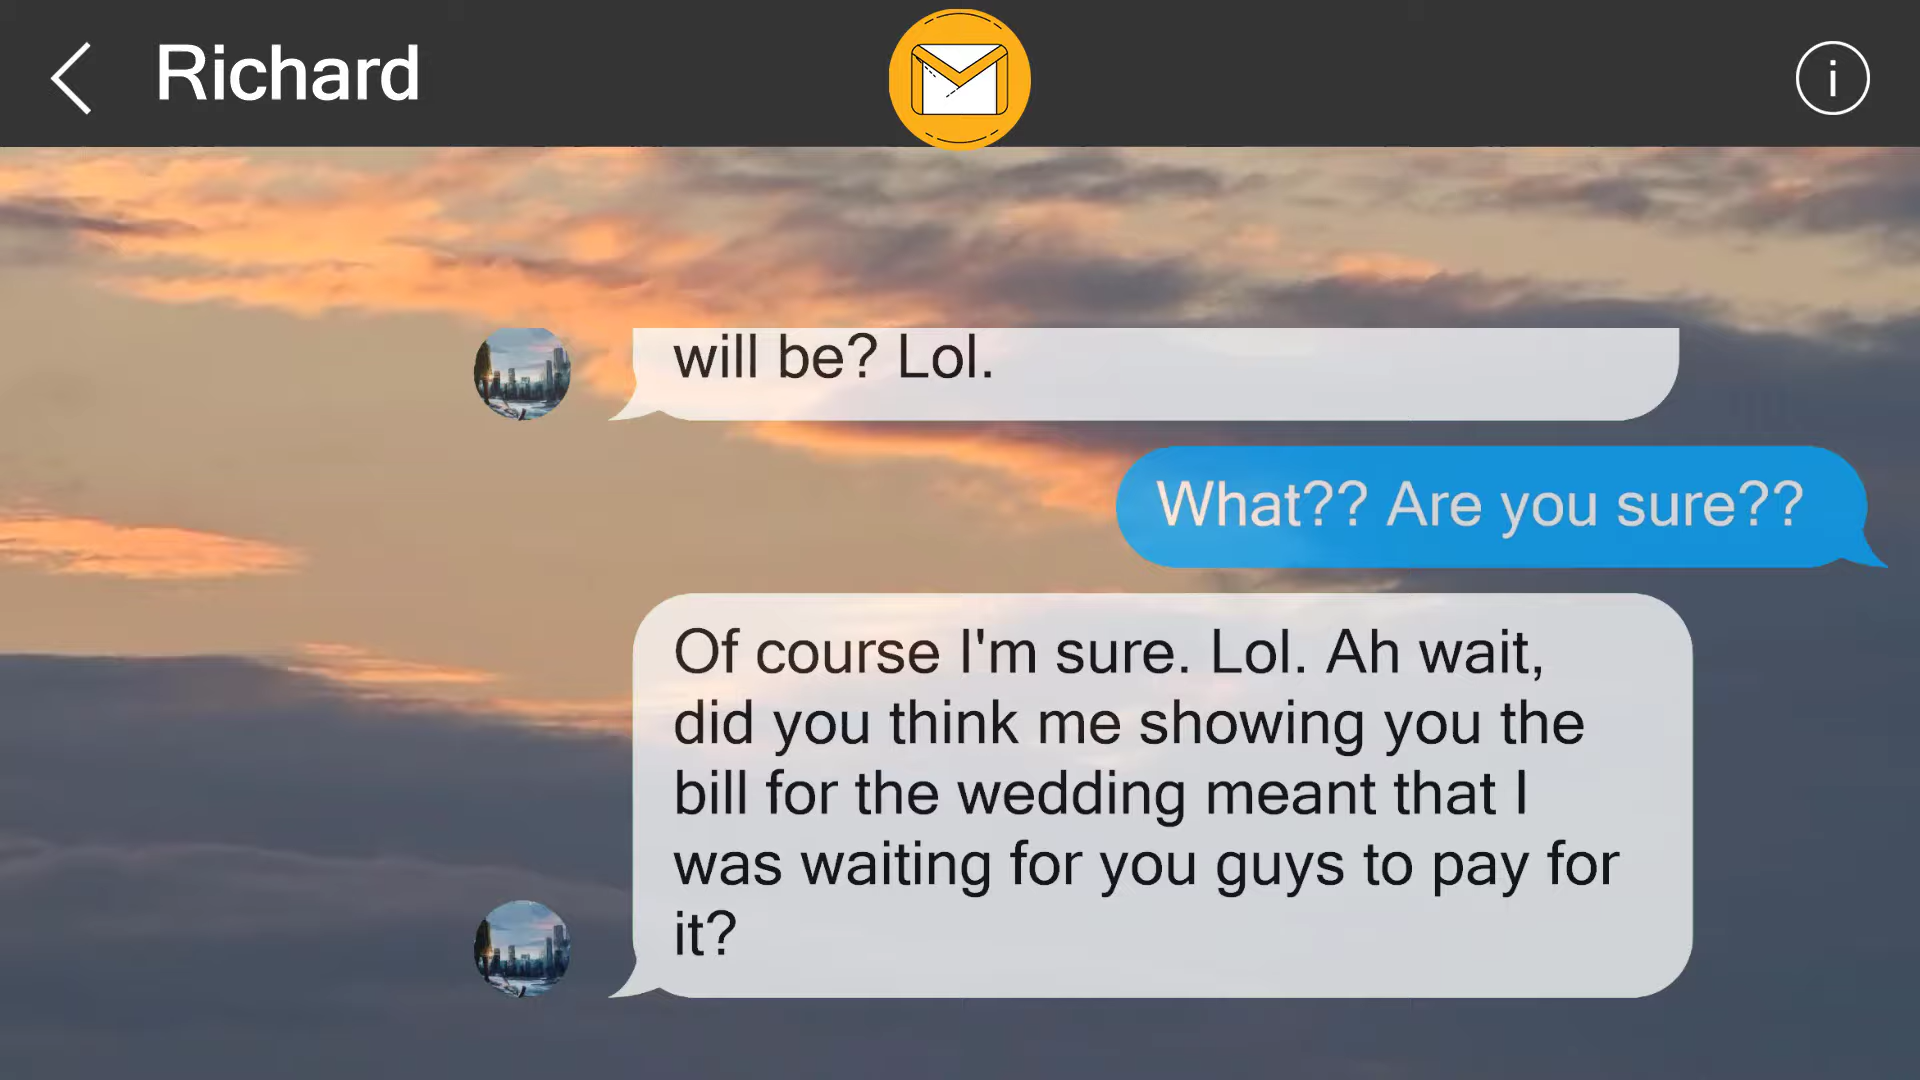 Richard
i
will be? Lol.
What?? Are you sure??
Of course I'm sure. Lol. Ah wait,
did you think me showing you the
bill for the wedding meant that I
was waiting for you guys to pay for
it?